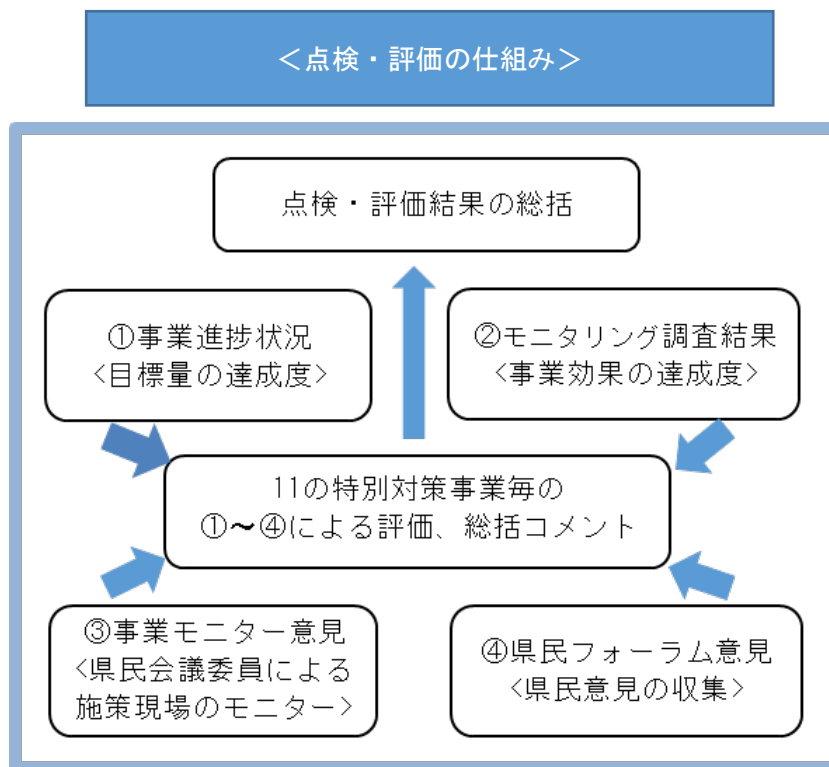 ＜点検・評価の仕組み＞
点検・評価結果の総括
①事業進捗状況
<目標量の達成度>
②モニタリング調査結果
<事業効果の達成度>
11の特別対策事業毎の
①～④による評価、総括コメント
③事業モニター意見
<県民会議委員による
施策現場のモニター>
④県民フォーラム意見
<県民意見の収集>